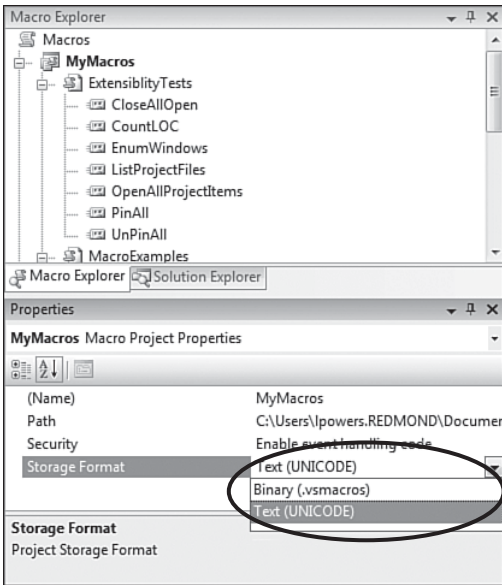 Macro Explorer
Macros
MyMacros
ExtensiblityTests
CloseAllOpen
CountLOC
EnumWindows
ListProjectFiles
OpenAllProjectItems
PinAll
UnPinAll
MacroExamples
Macro Explorer Solution Explorer
Properties
MyMacros Macro Project Properties
(Name) MyMacros
Path C:\Users\lpowers.REDMOND\Documen
Security Enable event handling code
Storage Format Text (UNICODE)
Binary (.vsmacros)
Text (UNICODE)
Storage Format
Project Storage Format